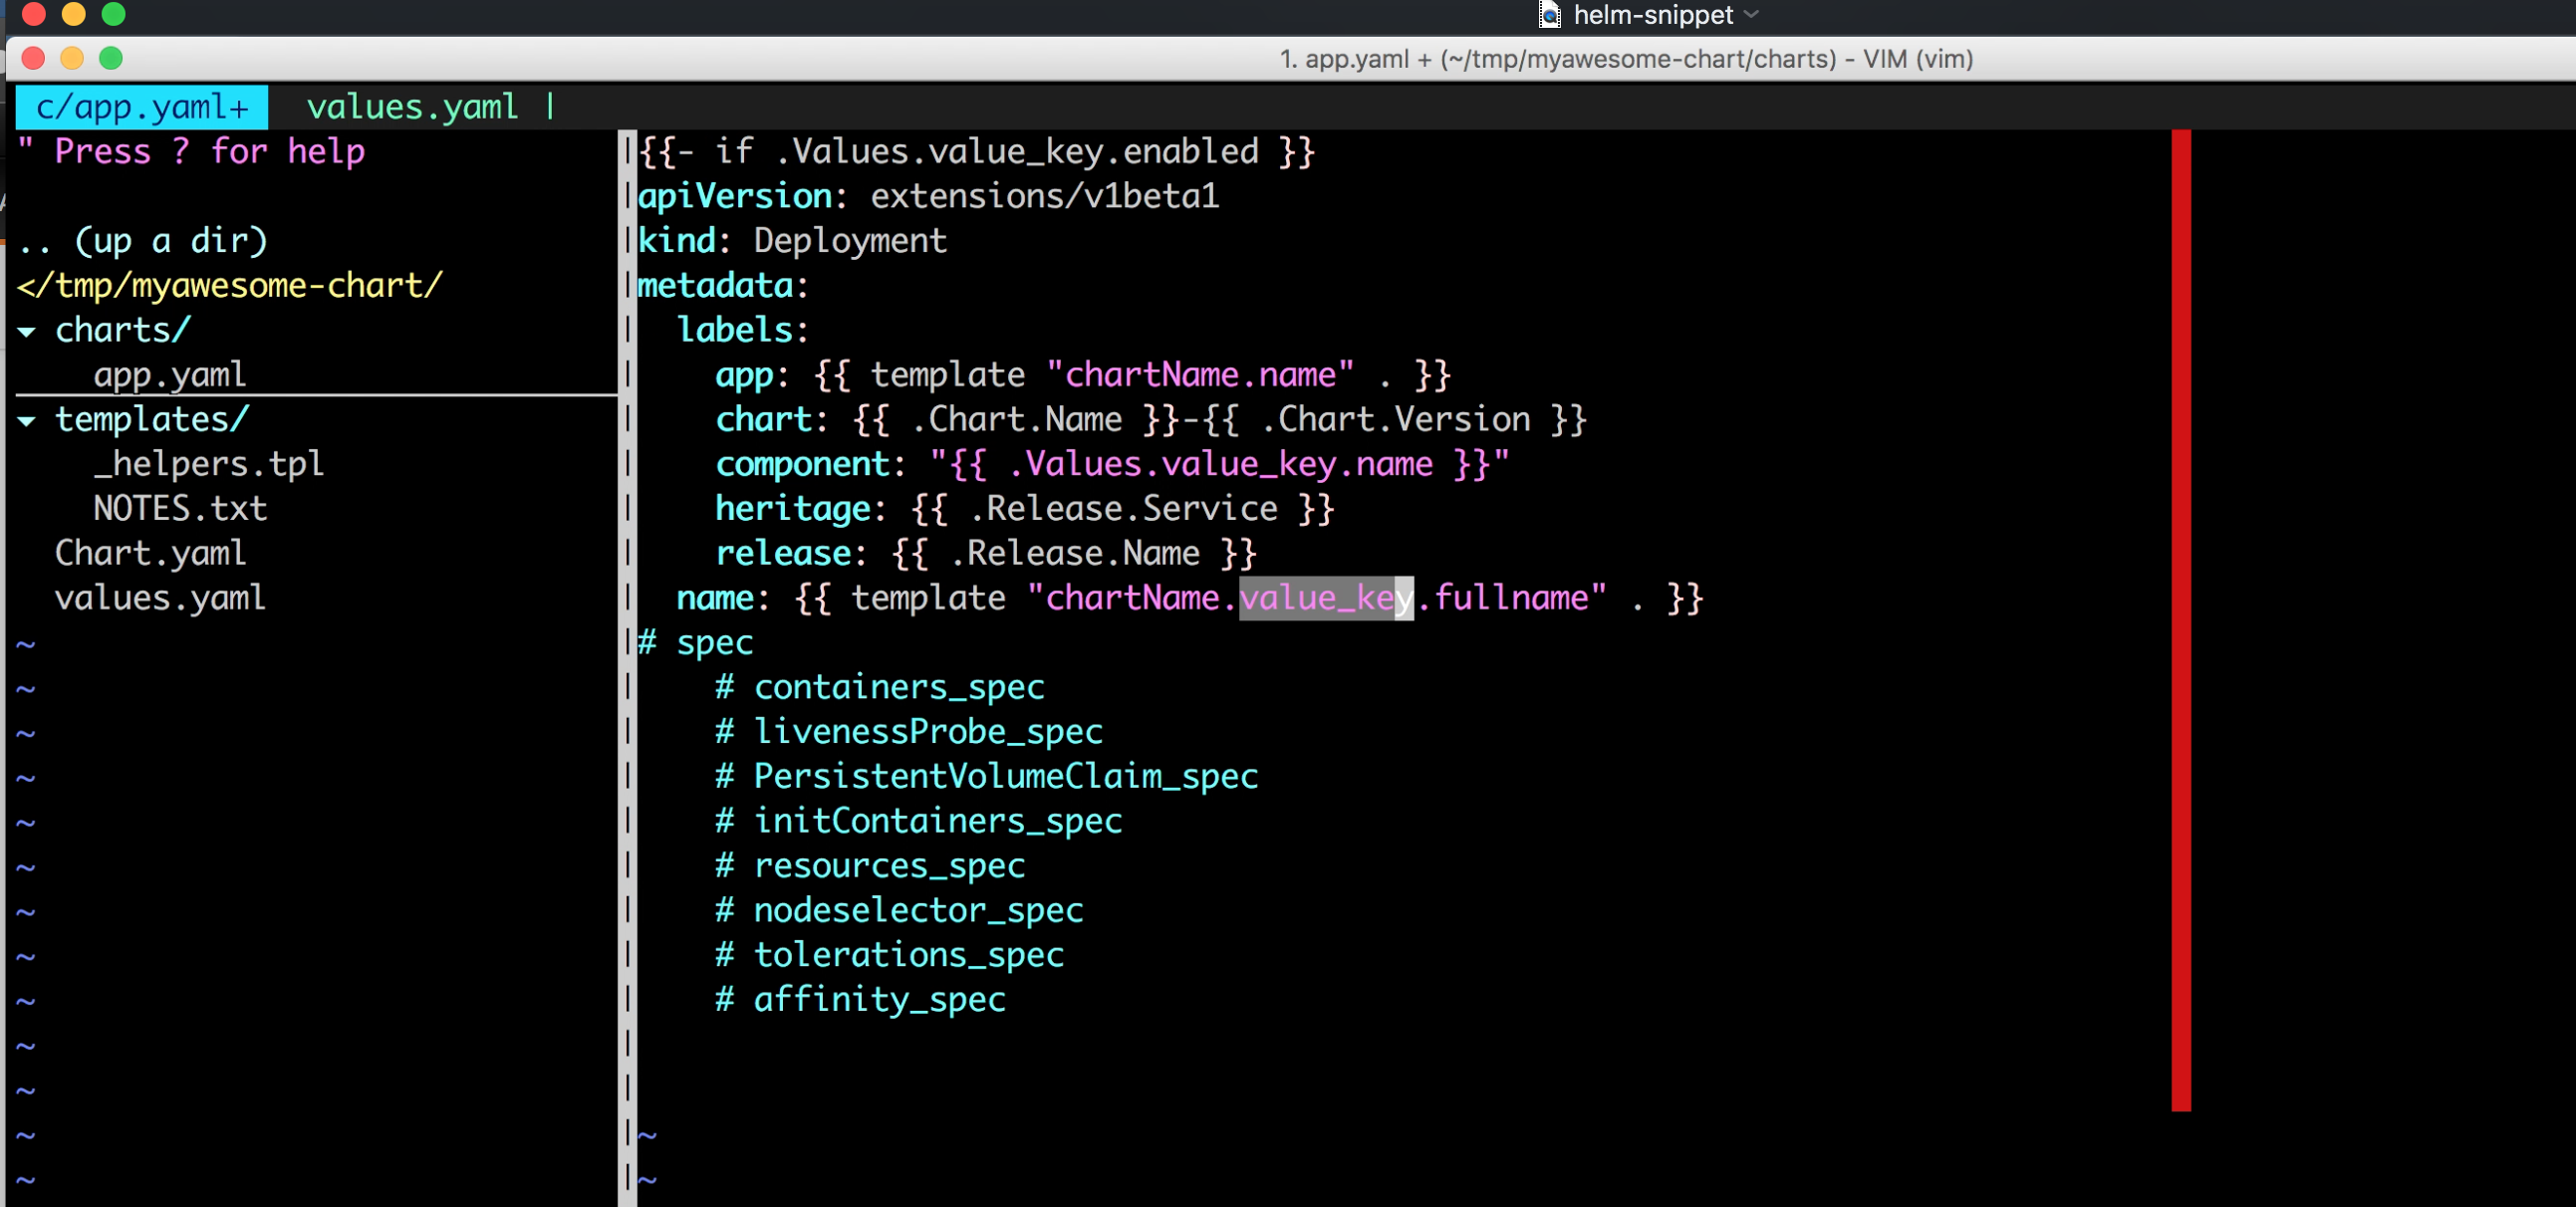 helm-snippet
1. app.yaml + (~/tmp/myawesome-chart/charts) - VIM (vim)
c/app.yaml+ values.yaml |
" Press ? for help
.. (up a dir)
</tmp/myawesome-chart/
▾ charts/
app.yaml
▾ templates/
_helpers.tpl
NOTES.txt
Chart.yaml
values.yaml
~
~
~
~
~
~
~
~
~
~
~
~
~
{{- if .Values.value_key.enabled }}
apiVersion: extensions/v1beta1
kind: Deployment
metadata:
  labels:
    app: {{ template "chartName.name" . }}
    chart: {{ .Chart.Name }}-{{ .Chart.Version }}
    component: "{{ .Values.value_key.name }}"
    heritage: {{ .Release.Service }}
    release: {{ .Release.Name }}
  name: {{ template "chartName.value_key.fullname" . }}
# spec
    # containers_spec
    # livenessProbe_spec
    # PersistentVolumeClaim_spec
    # initContainers_spec
    # resources_spec
    # nodeselector_spec
    # tolerations_spec
    # affinity_spec
~
~